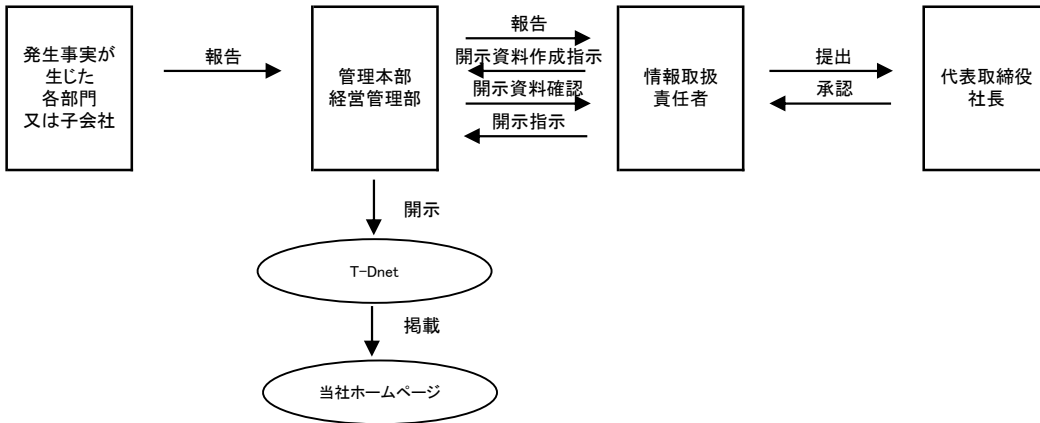 発生事実が
生じた
各部門
又は子会社
報告
管理本部
経営管理部
報告
開示資料作成指示
開示資料確認
開示指示
情報取扱
責任者
提出
承認
代表取締役
社長
開示
T-Dnet
掲載
当社ホームページ